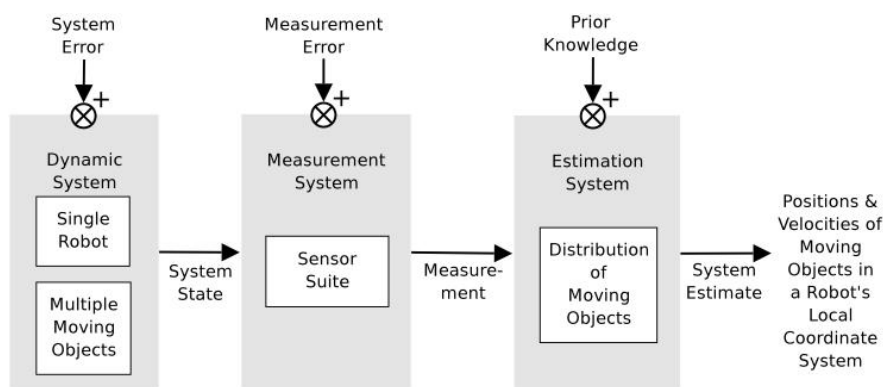 System
Error
+
Measurement
Error
+
Prior
Knowledge
+
Dynamic
System
Single
Robot
Multiple
Moving
Objects
System
State
Measurement
System
Sensor
Suite
Measure-
ment
Estimation
System
Distribution
of
Moving
Objects
System
Estimate
Positions &
Velocities of
Moving
Objects in
a Robot's
Local
Coordinate
System